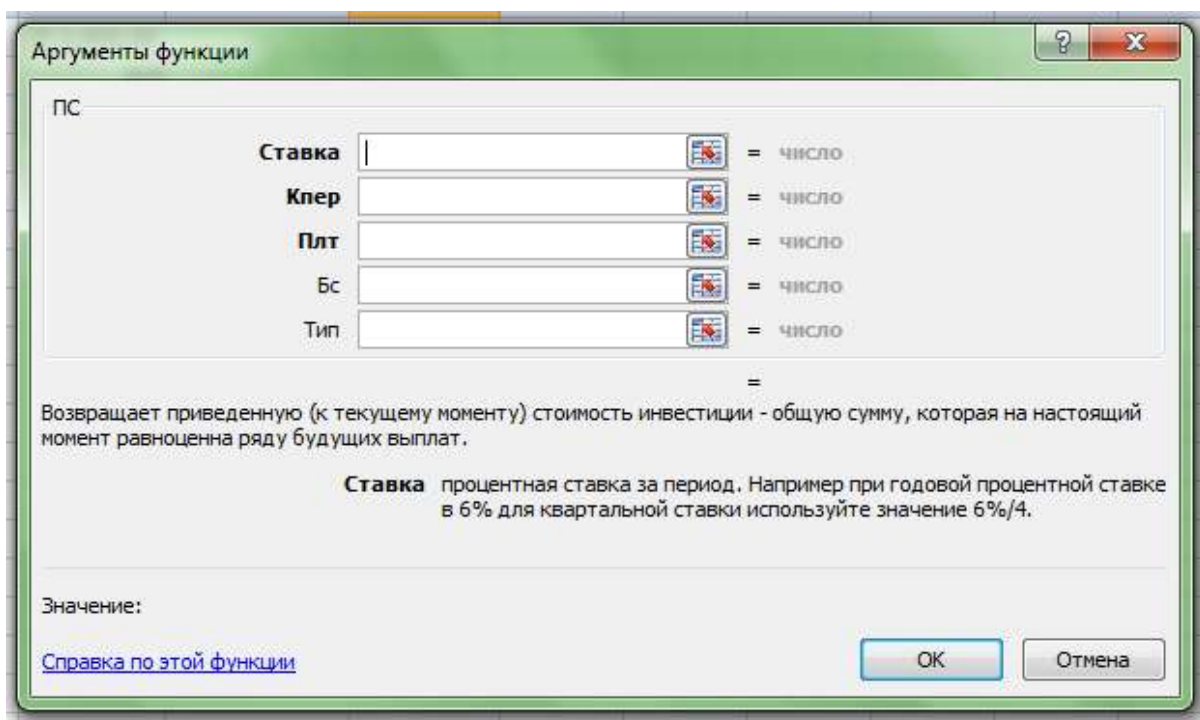 Аргументы функции
ПС
Ставка = число
Кпер = число
Плт = число
Бс = число
Тип = число
=
Возвращает приведенную (к текущему моменту) стоимость инвестиции - общую сумму, которая на настоящий
момент равноценна ряду будущих выплат.
Ставка процентная ставка за период. Например при годовой процентной ставке
в 6% для квартальной ставки используйте значение 6%/4.
Значение:
Справка по этой функции
ОК
Отмена